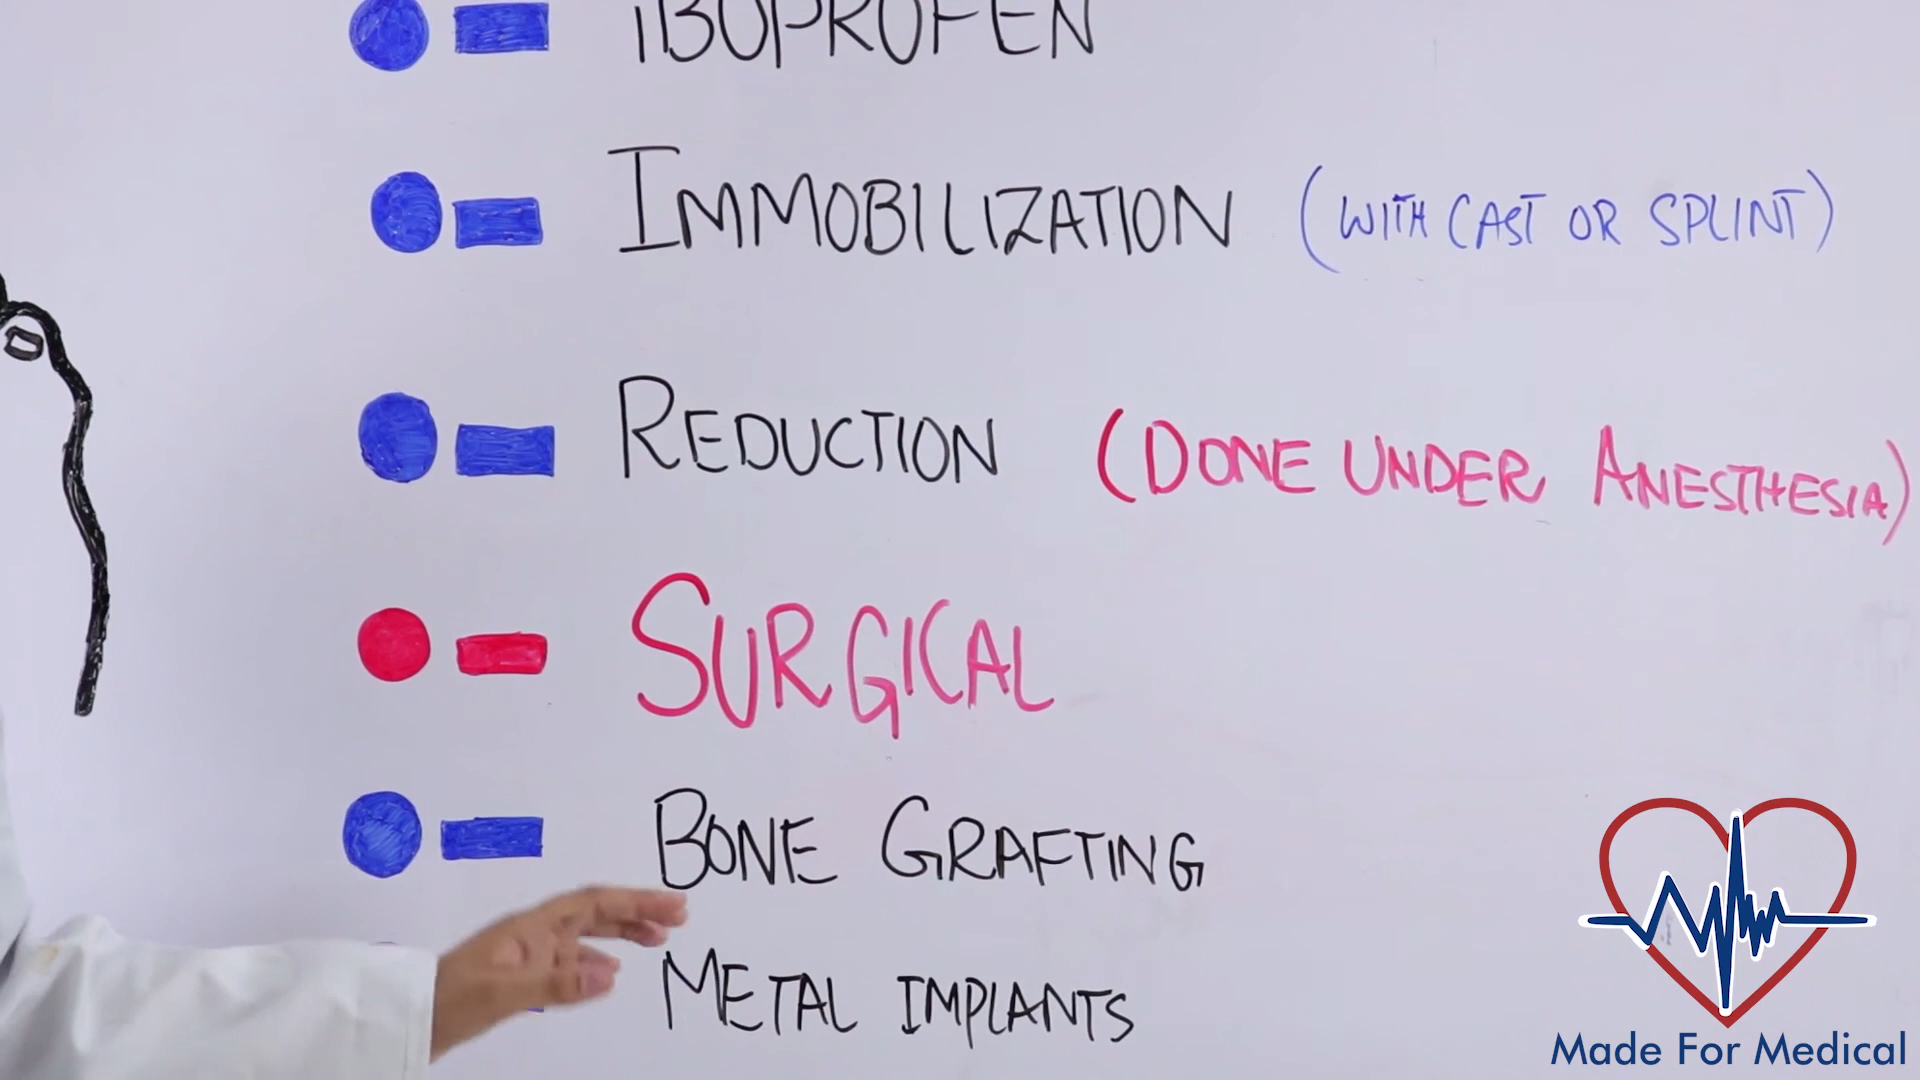 IBUPROFEN
IMMOBILIZATION (WITH CAST OR SPLINT)
REDUCTION (DONE UNDER ANESTHESIA)
SURGICAL
BONE GRAFTING
METAL IMPLANTS
Made For Medical